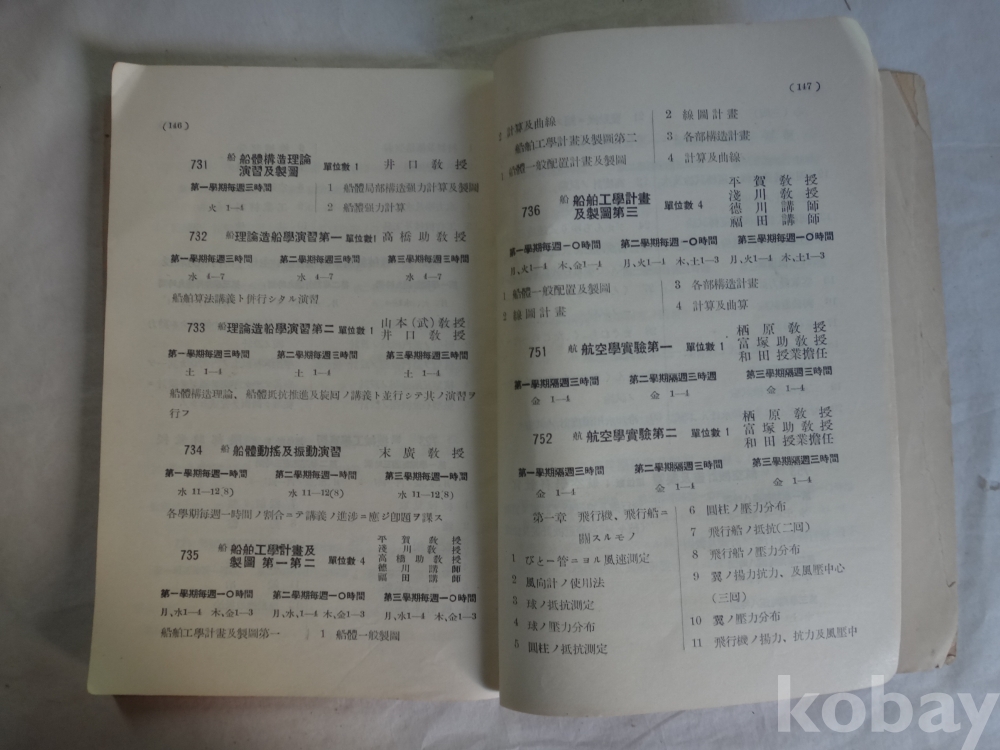 (146)
731 船 船體構造理論
演習及製圖 單位數1 井口敎授
第一學期每週三時間
火 1—4
1 船體局部構造强力計算及製圖
2 船體强力計算
732 船 理論造船學演習第一 單位數1 高橋助敎授
第一學期每週三時間 第二學期每週三時間 第三學期每週三時間
水 4—7 水 4—7 水 4—7
船舶算法講義ト併行シタル演習
733 船 理論造船學演習第二 單位數1 山本(武)敎授
井口敎授
第一學期每週三時間 第二學期每週三時間 第三學期每週三時間
土 1—4 土 1—4 土 1—4
船體構造理論、船體抵抗推進及旋囘ノ講義ト並行シテ其ノ演習ヲ
行フ
734 船 船體動搖及振動演習 末廣敎授
第一學期每週一時間 第二學期每週一時間 第三學期每週一時間
水 11—12(8) 水 11—12(8) 水 11—12(8)
各學期每週一時間ノ割合ニテ講義ノ進涉ニ應ジ卽題ヲ課ス
735 船 船舶工學計畫及
製圖 第一第二 單位數4
平賀敎授
淺川敎授
高橋助敎授
德川講師
福田講師
第一學期每週一〇時間 第二學期每週一〇時間 第三學期每週一〇時間
月、水1—4 木、金1—3 月、水、1—4 木、金1—3 月、水1—4 木、金1—3
船舶工學計畫及製圖第一
1 船體一般製圖
(147)
2 計算及曲線
船舶工學計畫及製圖第二
1 船體一般配置計畫及製圖
2 線圖計畫
3 各部構造計畫
4 計算及曲線
736 船 船舶工學計畫
及製圖第三 單位數4
平賀敎授
淺川敎授
德川講師
福田講師
第一學期每週一〇時間 第二學期每週一〇時間 第三學期每週一〇時間
月、火1—4 木、金1—4 月、火1—4 木、土1—3 月、火1—4 木、土1—3
1 船體一般配置及製圖
2 線圖計畫
3 各部構造計畫
4 計算及曲算
751 航 航空學實驗第一 單位數1
栖原敎授
富塚助敎授
和田授業擔任
第一學期隔週三時間 第二學期隔週三時週 第三學期隔週三時間
金 1—4 金 1—4 金 1—4
752 航 航空學實驗第二 單位數1
栖原敎授
富塚助敎授
和田授業擔任
第一學期隔週三時間 第二學期隔週三時間 第三學期隔週三時間
金 1—4 金 1—4 金 1—4
第一章 飛行機、飛行船ニ
關スルモノ
1 びとー管ニヨル風速測定
2 風向計ノ使用法
3 球ノ抵抗測定
4 球ノ壓力分布
5 圓柱ノ抵抗測定
6 圓柱ノ壓力分布
7 飛行船ノ抵抗(二囘)
8 飛行船ノ壓力分布
9 翼ノ揚力抗力、及風壓中心
(三囘)
10 翼ノ壓力分布
11 飛行機ノ揚力、抗力及風壓中
kobay